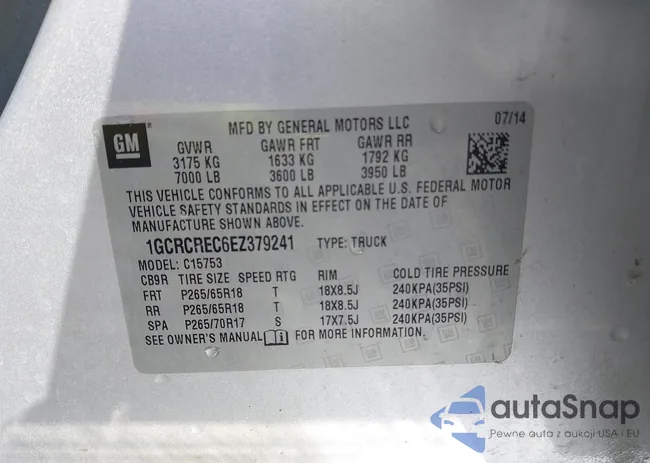 GM
MFD BY GENERAL MOTORS LLC 07/14
GVWR GAWR FRT GAWR RR
3175 KG 1633 KG 1792 KG
7000 LB 3600 LB 3950 LB
THIS VEHICLE CONFORMS TO ALL APPLICABLE U.S. FEDERAL MOTOR
VEHICLE SAFETY STANDARDS IN EFFECT ON THE DATE OF
MANUFACTURE SHOWN ABOVE.
1GCRCREC6EZ379241 TYPE: TRUCK
MODEL: C15753
CB9R TIRE SIZE SPEED RTG RIM COLD TIRE PRESSURE
FRT P265/65R18 T 18X8.5J 240KPA(35PSI)
RR P265/65R18 T 18X8.5J 240KPA(35PSI)
SPA P265/70R17 S 17X7.5J 240KPA(35PSI)
SEE OWNER'S MANUAL FOR MORE INFORMATION.
autoSnap
Pewne auta z aukcji USA i EU